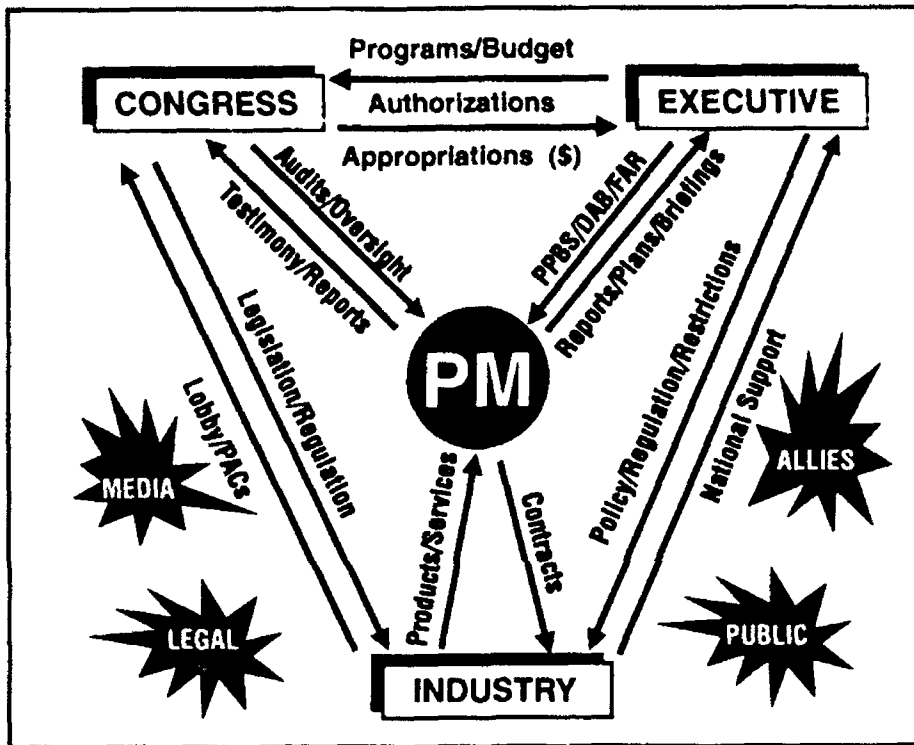 Programs/Budget
CONGRESS
EXECUTIVE
Authorizations
Appropriations ($)
Audits/Oversight
Testimony/Reports
PPBS/DAB/FAR
Reports/Plans/Briefings
PM
Legislation/Regulation
Lobby/PACs
Policy/Regulation/Restrictions
National Support
MEDIA
ALLIES
Products/Services
Contracts
LEGAL
PUBLIC
INDUSTRY